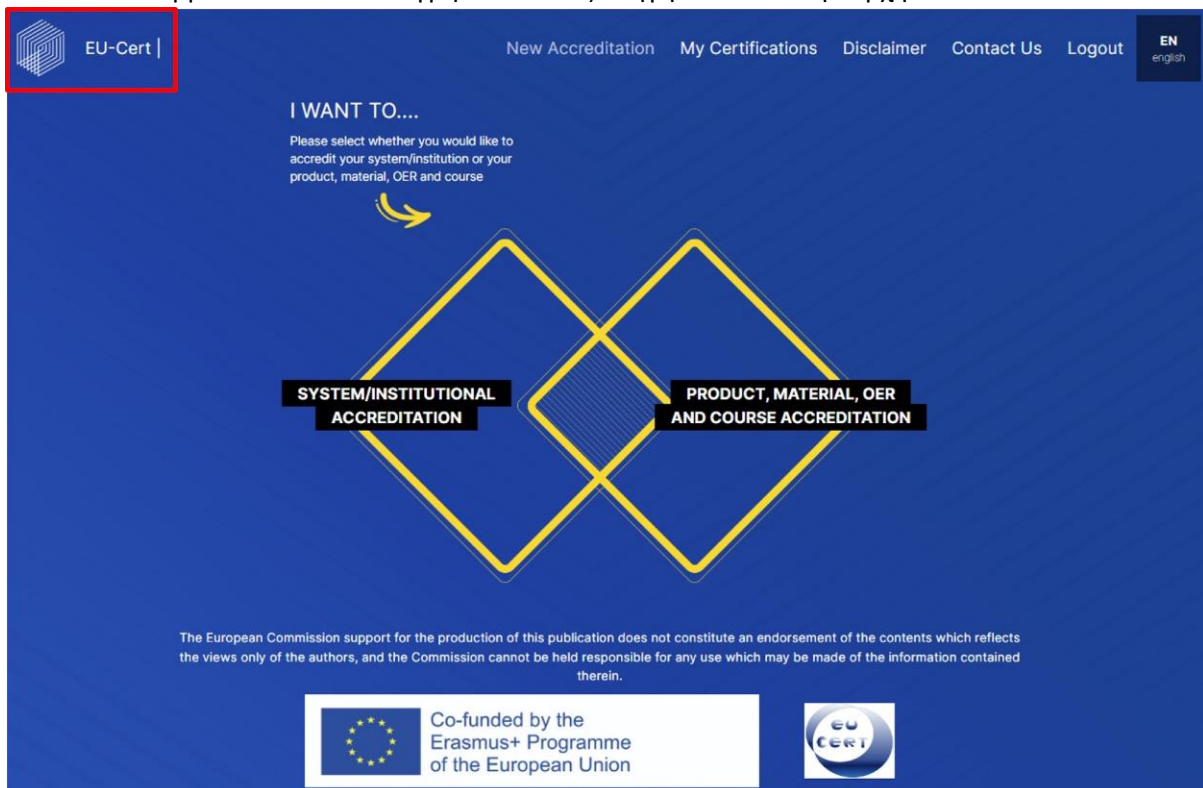 EU-Cert |
New Accreditation
My Certifications
Disclaimer
Contact Us
Logout
EN
english
I WANT TO....
Please select whether you would like to
accredit your system/institution or your
product, material, OER and course
SYSTEM/INSTITUTIONAL
ACCREDITATION
PRODUCT, MATERIAL, OER
AND COURSE ACCREDITATION
The European Commission support for the production of this publication does not constitute an endorsement of the contents which reflects
the views only of the authors, and the Commission cannot be held responsible for any use which may be made of the information contained
therein.
Co-funded by the
Erasmus+ Programme
of the European Union
EU
CERT